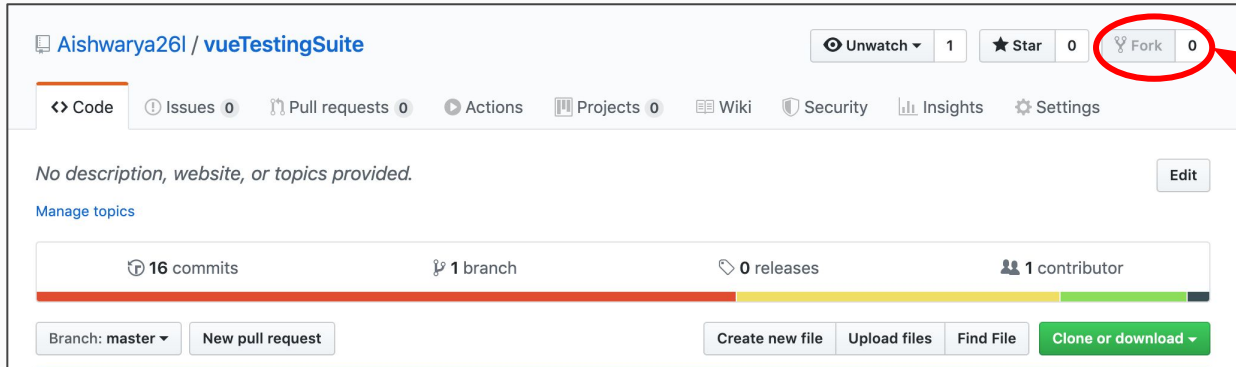 Aishwarya26l / vueTestingSuite Unwatch 1 Star 0 Fork 0
Code Issues 0 Pull requests 0 Actions Projects 0 Wiki Security Insights Settings
No description, website, or topics provided. Edit
Manage topics
16 commits 1 branch 0 releases 1 contributor
Branch: master New pull request Create new file Upload files Find File Clone or download